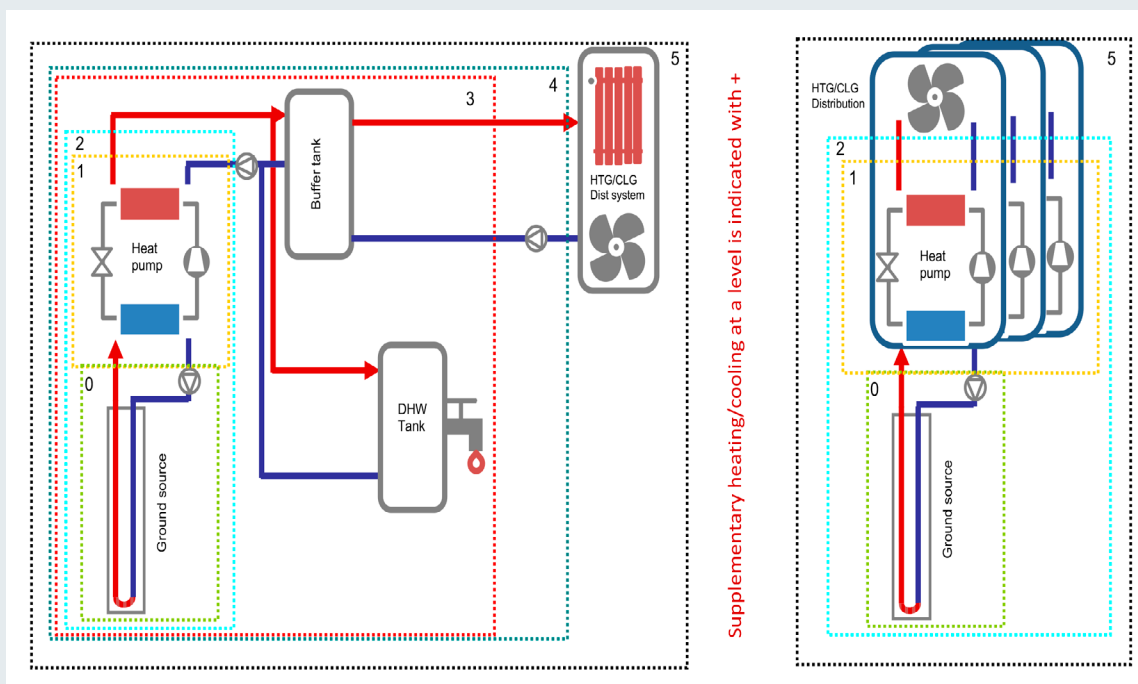 5
4
3
2
1
Buffer tank
HTG/CLG
Dist system
Heat
pump
0
DHW
Tank
Ground source
Supplementary heating/cooling at a level is indicated with +
5
HTG/CLG
Distribution
2
1
Heat
pump
0
Ground source